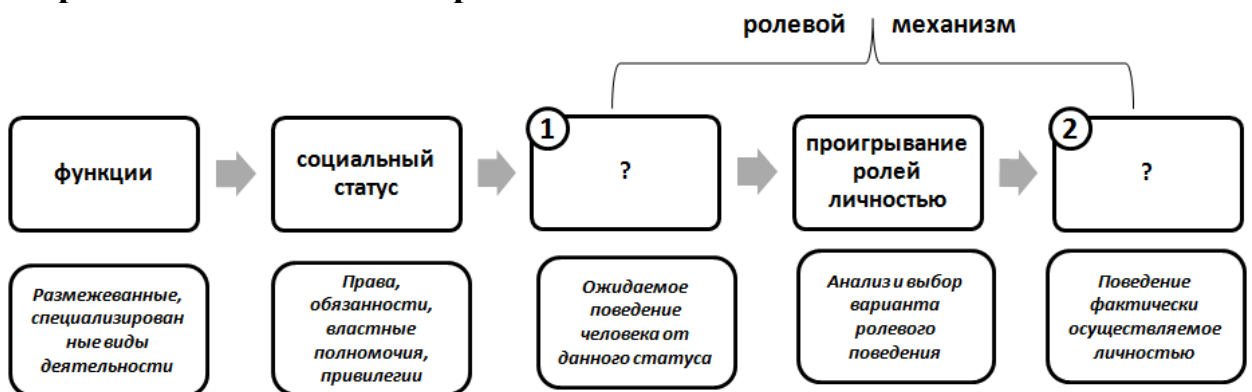 ролевой механизм
1
2
функции
социальный
статус
?
проигрывание
ролей
личностью
?
Размежеванные,
специализирован
ные виды
деятельности
Права,
обязанности,
властные
полномочия,
привилегии
Ожидаемое
поведение
человека от
данного статуса
Анализ и выбор
варианта
ролевого
поведения
Поведение
фактически
осуществляемое
личностью